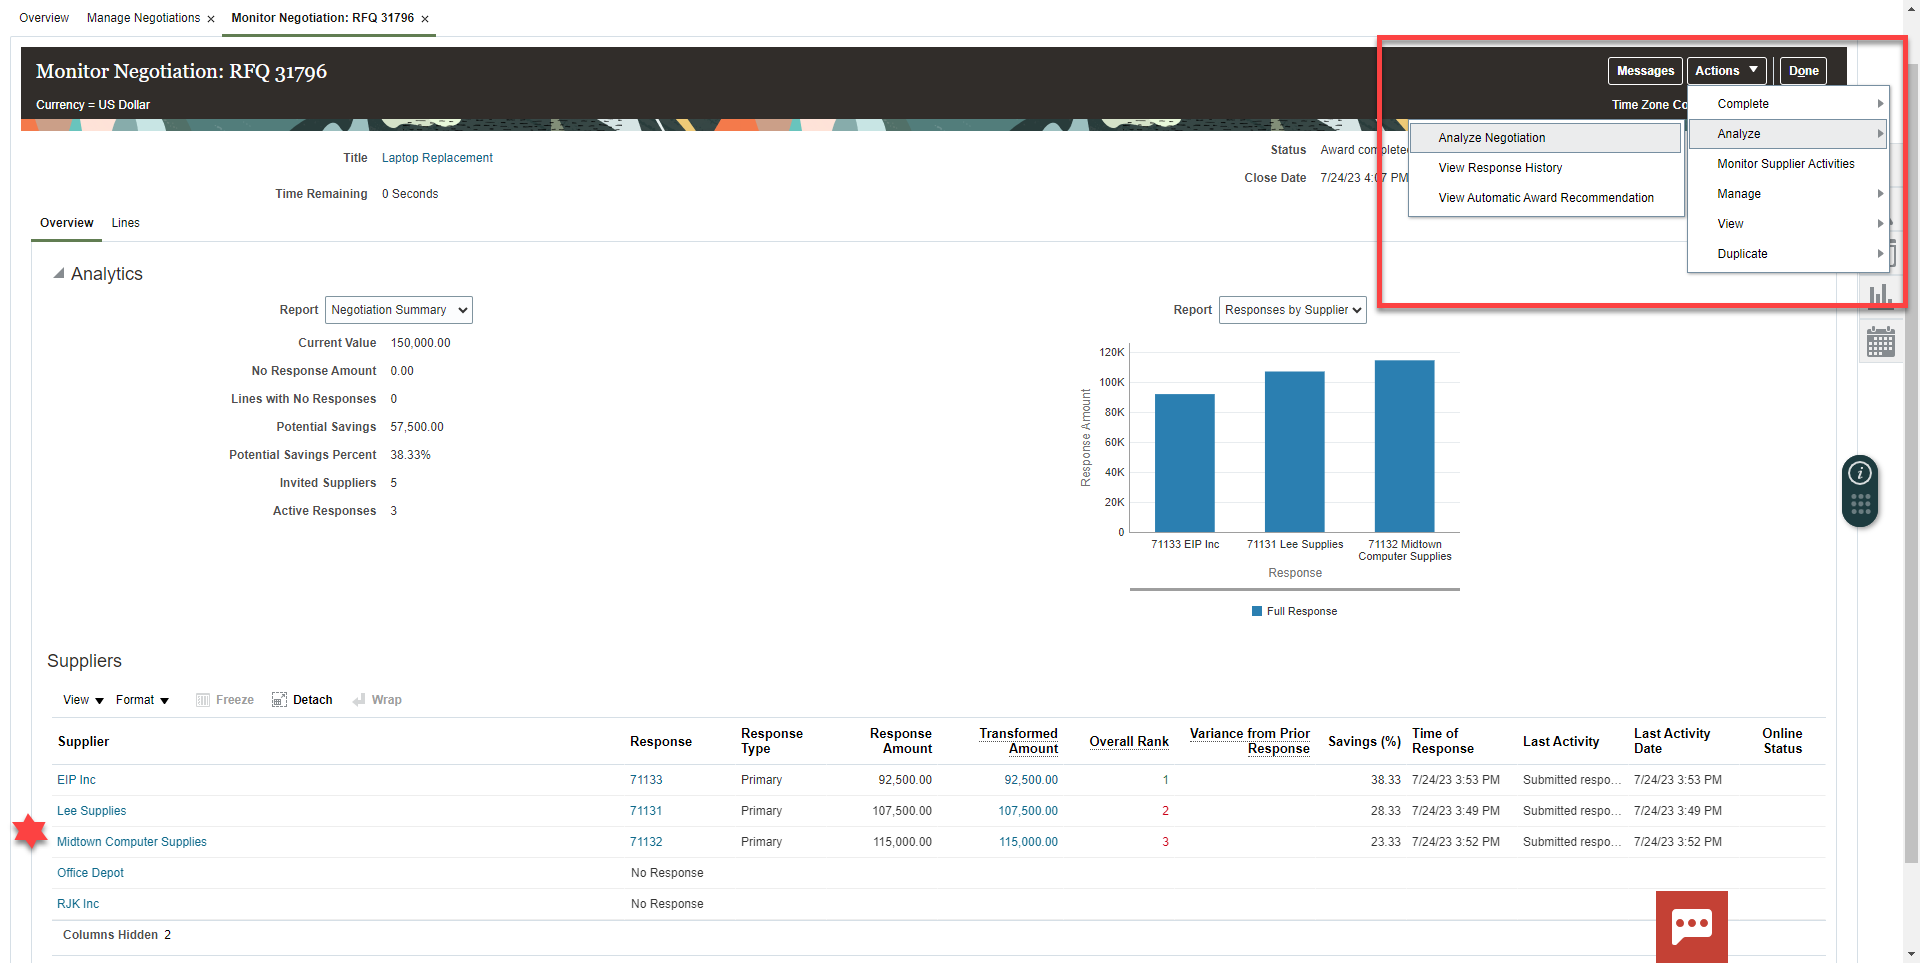 Overview Manage Negotiations × Monitor Negotiation: RFQ 31796 ×
Monitor Negotiation: RFQ 31796
Messages Actions Done
Currency = US Dollar
Time Zone Co
Complete
Analyze
Monitor Supplier Activities
Manage
View
Duplicate
Analyze Negotiation
View Response History
View Automatic Award Recommendation
Title Laptop Replacement
Status Award completed
Time Remaining 0 Seconds
Close Date 7/24/23 4:07 PM
Overview Lines
Analytics
Report Negotiation Summary
Current Value 150,000.00
No Response Amount 0.00
Lines with No Responses 0
Potential Savings 57,500.00
Potential Savings Percent 38.33%
Invited Suppliers 5
Active Responses 3
Report Responses by Supplier
Response Amount
120K
100K
80K
60K
40K
20K
0
71133 EIP Inc
71131 Lee Supplies
71132 Midtown
Computer Supplies
Response
Full Response
Suppliers
View Format Freeze Detach Wrap
Supplier Response Response Type Response Amount Transformed Amount Overall Rank Variance from Prior Response Savings (%) Time of Response Last Activity Last Activity Date Online Status
EIP Inc 71133 Primary 92,500.00 92,500.00 1 38.33 7/24/23 3:53 PM Submitted respo... 7/24/23 3:53 PM
Lee Supplies 71131 Primary 107,500.00 107,500.00 2 28.33 7/24/23 3:49 PM Submitted respo... 7/24/23 3:49 PM
Midtown Computer Supplies 71132 Primary 115,000.00 115,000.00 3 23.33 7/24/23 3:52 PM Submitted respo... 7/24/23 3:52 PM
Office Depot No Response
RJK Inc No Response
Columns Hidden 2